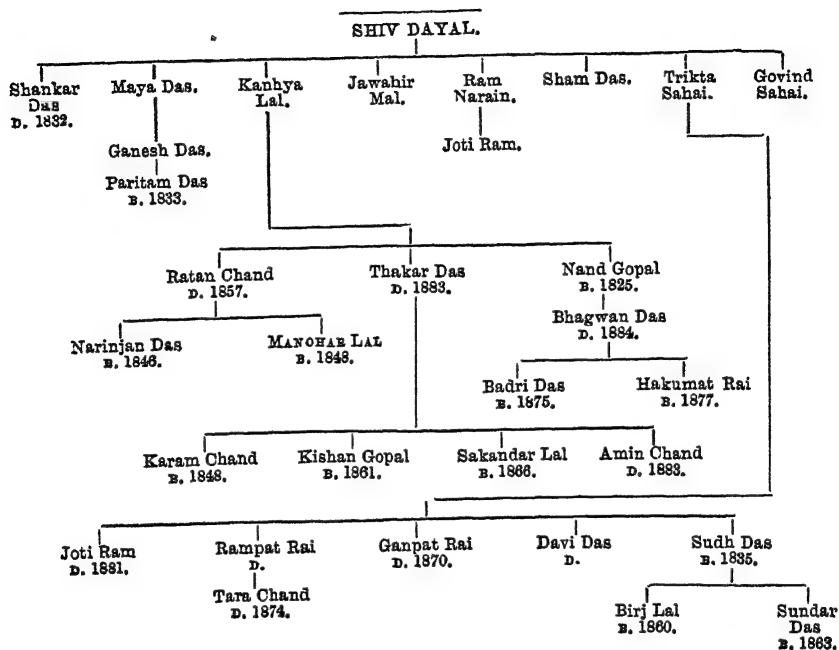 SHIV DAYAL.
Shankar Das D. 1832.
Maya Das.
Kanhya Lal.
Jawahir Mal.
Ram Narain.
Sham Das.
Trikta Sahai.
Govind Sahai.
Ganesh Das.
Joti Ram.
Paritam Das
B. 1833.
Ratan Chand
D. 1857.
Thakar Das
D. 1883.
Nand Gopal
B. 1825.
Narinjan Das
B. 1846.
MANOHAR LAL
B. 1848.
Bhagwan Das
D. 1884.
Badri Das
B. 1875.
Hakumat Rai
B. 1877.
Karam Chand
B. 1848.
Kishan Gopal
B. 1861.
Sakandar Lal
B. 1866.
Amin Chand
D. 1883.
Joti Ram
D. 1881.
Rampat Rai
D.
Ganpat Rai
D. 1870.
Davi Das
D.
Sudh Das
B. 1835.
Tara Chand
D. 1874.
Birj Lal
B. 1860.
Sundar
Das
B. 1863.